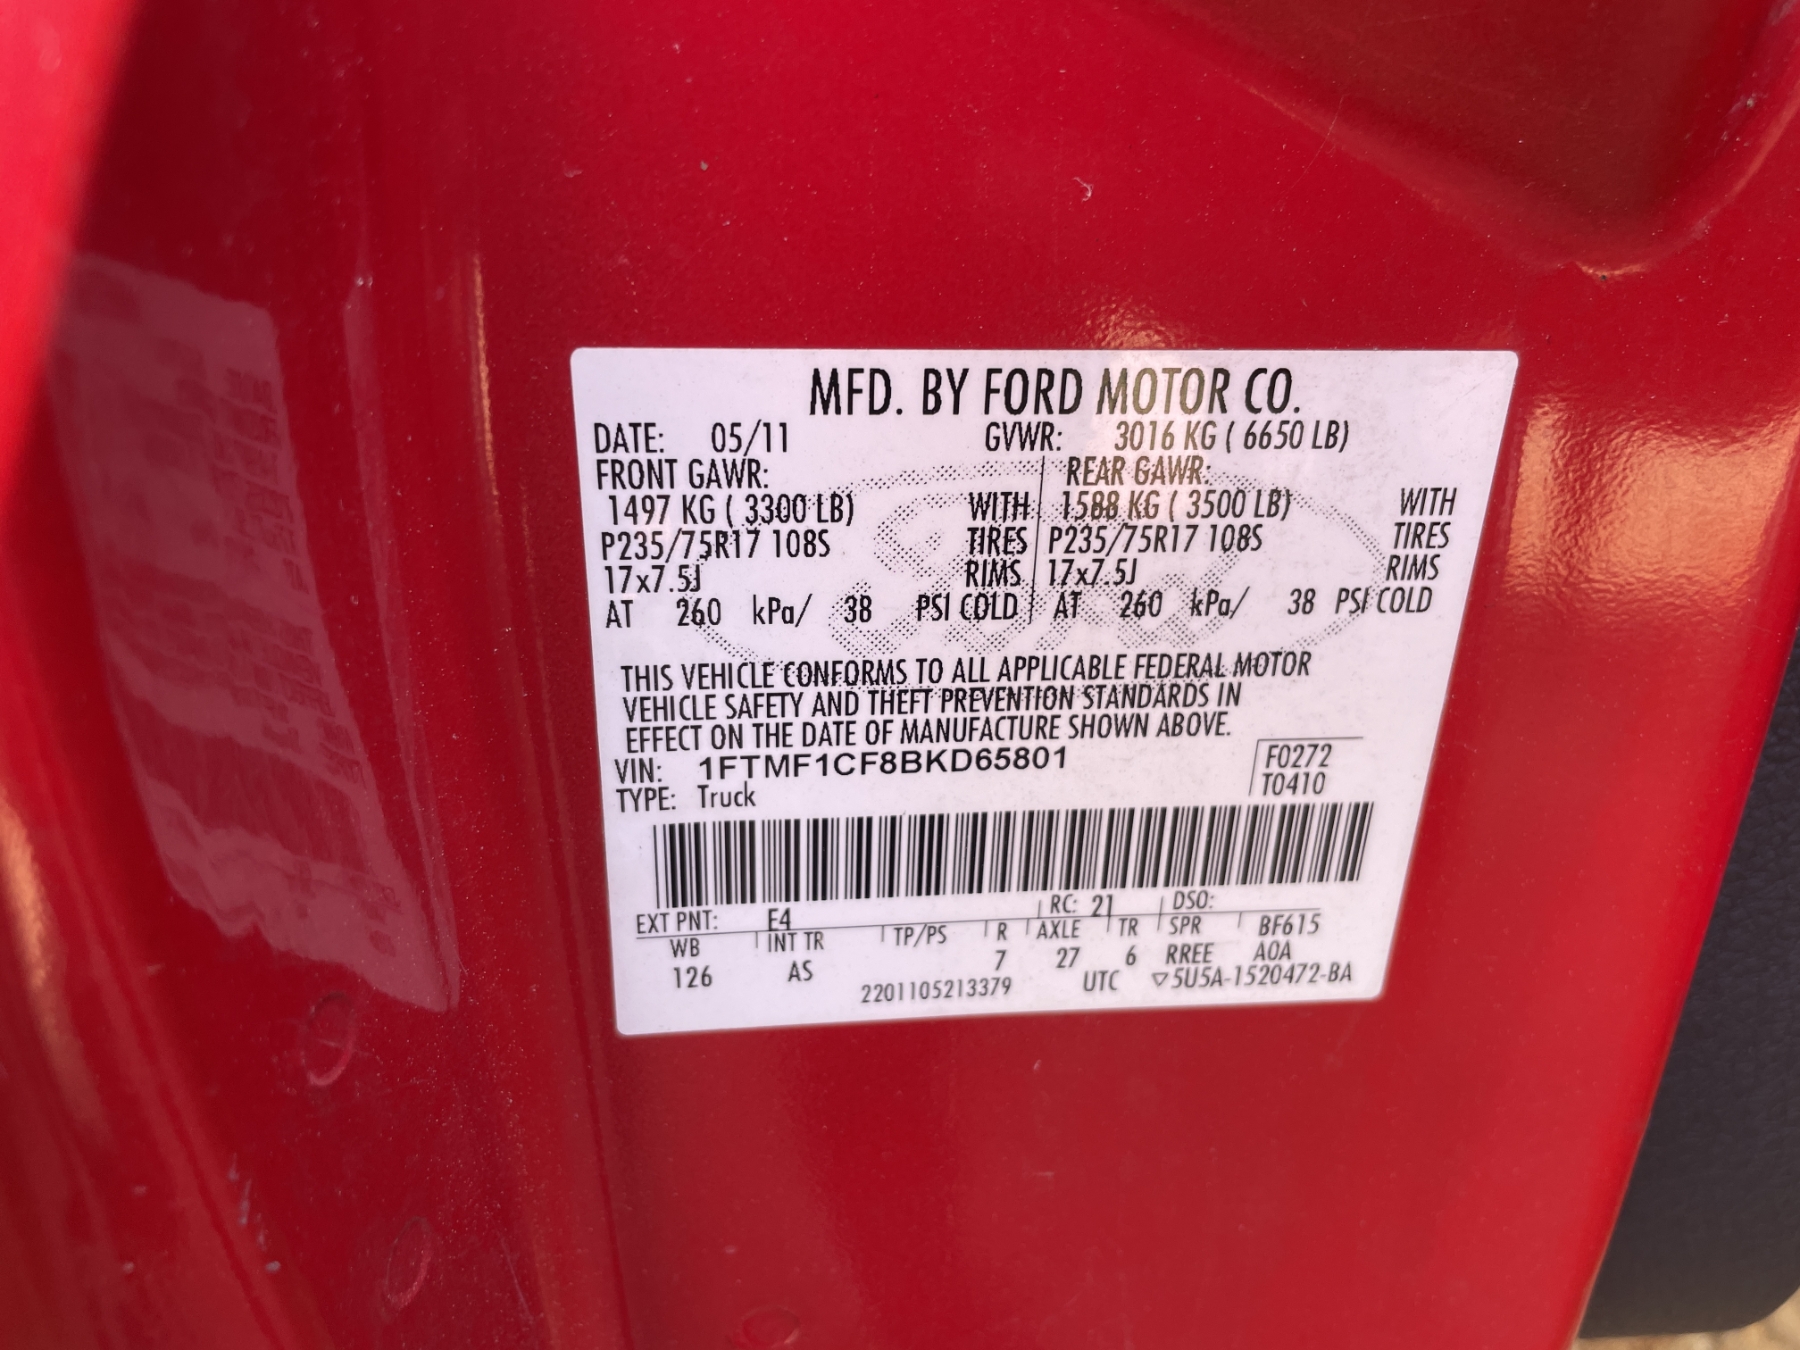 MFD. BY FORD MOTOR CO.
DATE: 05/11 GVWR: 3016 KG ( 6650 LB)
FRONT GAWR: REAR GAWR:
1497 KG ( 3300 LB) WITH 1588 KG ( 3500 LB) WITH
P235/75R17 108S TIRES P235/75R17 108S TIRES
17x7.5J RIMS 17x7.5J RIMS
AT 260 kPa/ 38 PSI COLD AT 260 kPa/ 38 PSI COLD
THIS VEHICLE CONFORMS TO ALL APPLICABLE FEDERAL MOTOR
VEHICLE SAFETY AND THEFT PREVENTION STANDARDS IN
EFFECT ON THE DATE OF MANUFACTURE SHOWN ABOVE.
VIN: 1FTMF1CF8BKD65801 F0272
TYPE: Truck T0410
EXT PNT: E4 RC: 21 DSO:
WB INT TR TP/PS R AXLE TR SPR BF615
126 AS 7 27 6 RREE AOA
2201105213379 UTC ▽5U5A-1520472-BA